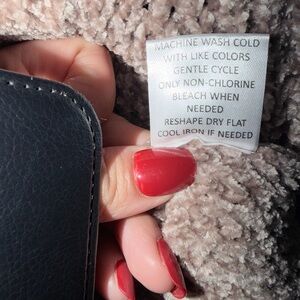 MACHINE WASH COLD
WITH LIKE COLORS
GENTLE CYCLE
ONLY NON-CHLORINE
BLEACH WHEN
NEEDED
RESHAPE DRY FLAT
COOL IRON IF NEEDED